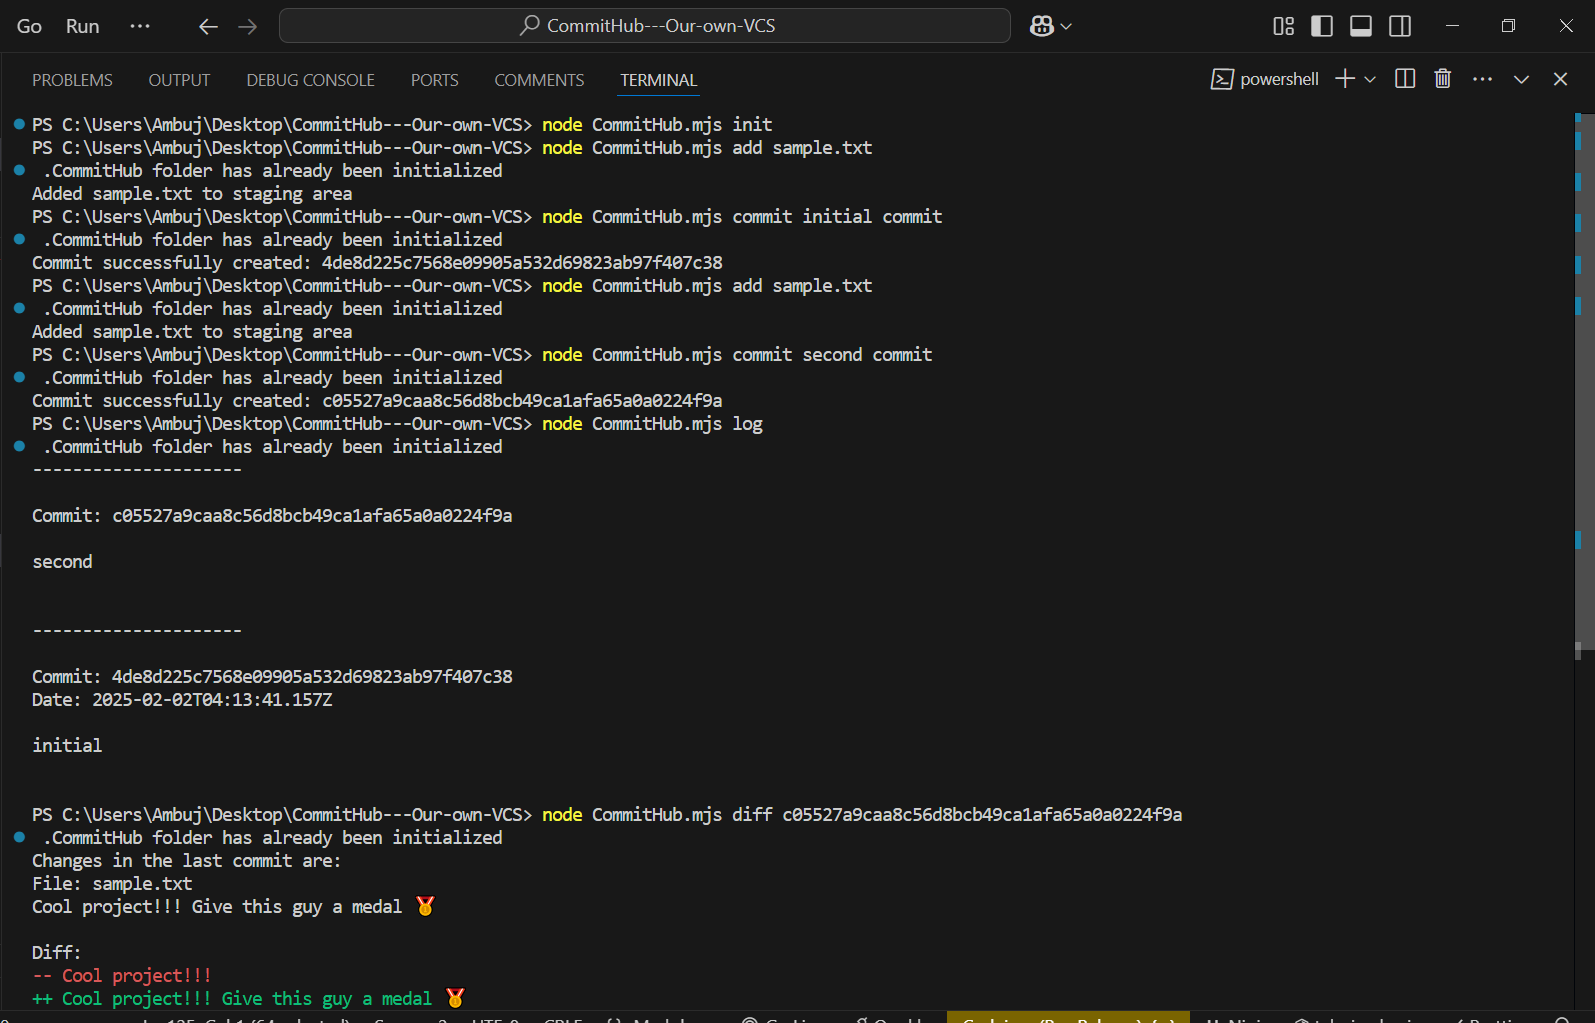 Go Run ··· CommitHub---Our-own-VCS
PROBLEMS OUTPUT DEBUG CONSOLE PORTS COMMENTS TERMINAL powershell
PS C:\Users\Ambuj\Desktop\CommitHub---Our-own-VCS> node CommitHub.mjs init
PS C:\Users\Ambuj\Desktop\CommitHub---Our-own-VCS> node CommitHub.mjs add sample.txt
.CommitHub folder has already been initialized
Added sample.txt to staging area
PS C:\Users\Ambuj\Desktop\CommitHub---Our-own-VCS> node CommitHub.mjs commit initial commit
.CommitHub folder has already been initialized
Commit successfully created: 4de8d225c7568e09905a532d69823ab97f407c38
PS C:\Users\Ambuj\Desktop\CommitHub---Our-own-VCS> node CommitHub.mjs add sample.txt
.CommitHub folder has already been initialized
Added sample.txt to staging area
PS C:\Users\Ambuj\Desktop\CommitHub---Our-own-VCS> node CommitHub.mjs commit second commit
.CommitHub folder has already been initialized
Commit successfully created: c05527a9caa8c56d8bcb49ca1afa65a0a0224f9a
PS C:\Users\Ambuj\Desktop\CommitHub---Our-own-VCS> node CommitHub.mjs log
.CommitHub folder has already been initialized
---------------------
Commit: c05527a9caa8c56d8bcb49ca1afa65a0a0224f9a
second
---------------------
Commit: 4de8d225c7568e09905a532d69823ab97f407c38
Date: 2025-02-02T04:13:41.157Z
initial
PS C:\Users\Ambuj\Desktop\CommitHub---Our-own-VCS> node CommitHub.mjs diff c05527a9caa8c56d8bcb49ca1afa65a0a0224f9a
.CommitHub folder has already been initialized
Changes in the last commit are:
File: sample.txt
Cool project!!! Give this guy a medal 🏅
Diff:
-- Cool project!!!
++ Cool project!!! Give this guy a medal 🏅